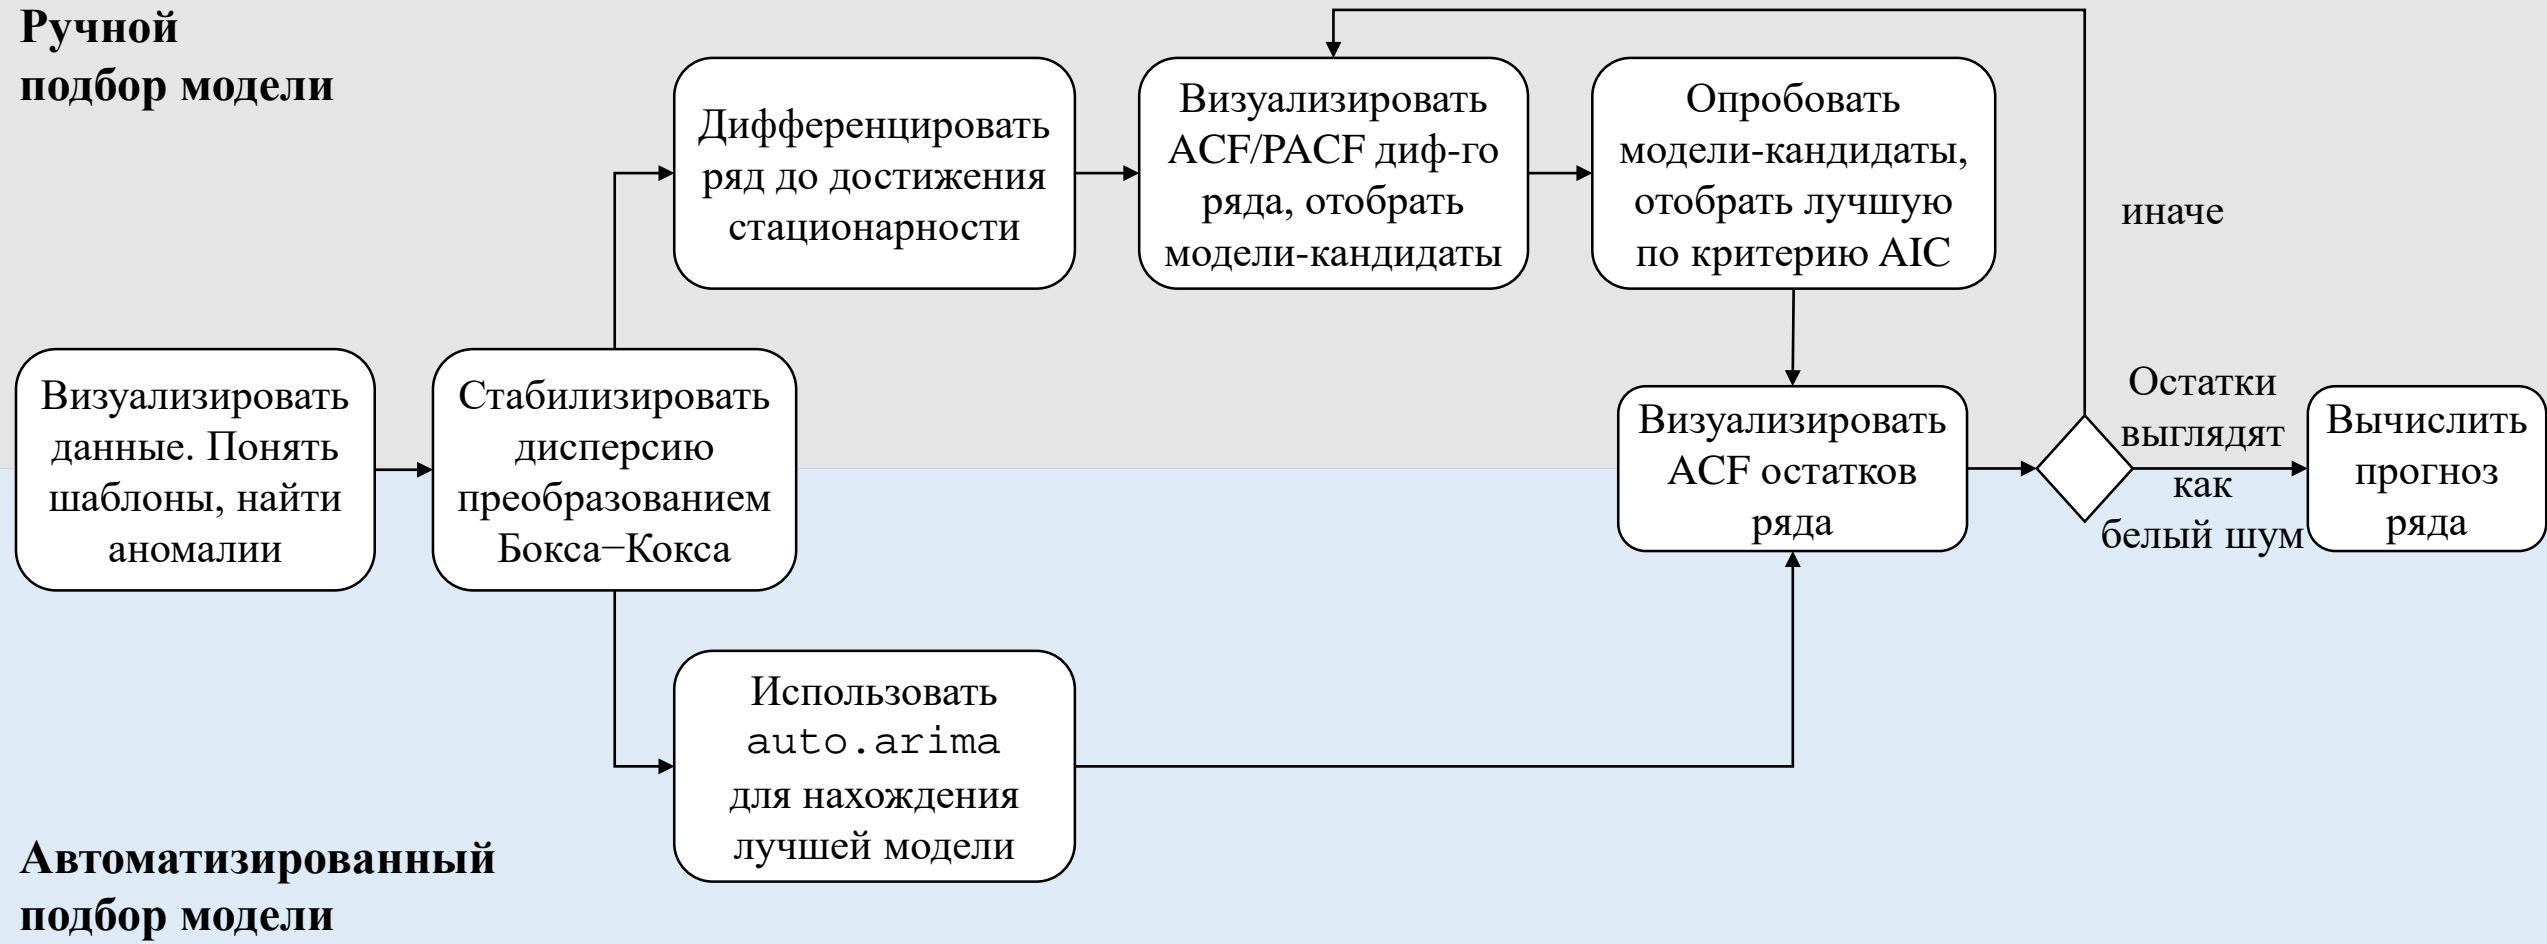 Ручной
подбор модели
Дифференцировать
ряд до достижения
стационарности
Визуализировать
ACF/PACF диф-го
ряда, отобрать
модели-кандидаты
Опробовать
модели-кандидаты,
отобрать лучшую
по критерию AIC
иначе
Визуализировать
данные. Понять
шаблоны, найти
аномалии
Стабилизировать
дисперсию
преобразованием
Бокса–Кокса
Визуализировать
ACF остатков
ряда
Остатки
выглядят
как
белый шум
Вычислить
прогноз
ряда
Использовать
auto.arima
для нахождения
лучшей модели
Автоматизированный
подбор модели